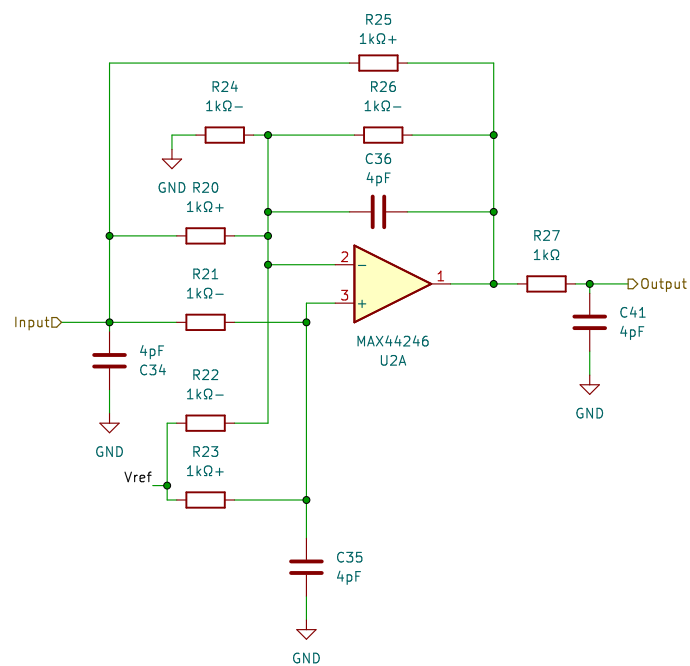 R25
1kΩ+
R24
1kΩ-
R26
1kΩ-
C36
4pF
GND
R20
1kΩ+
R21
1kΩ-
2
-
3
+
1
MAX44246
U2A
R27
1kΩ
Output
C41
4pF
GND
Input
4pF
C34
GND
R22
1kΩ-
R23
1kΩ+
Vref
C35
4pF
GND